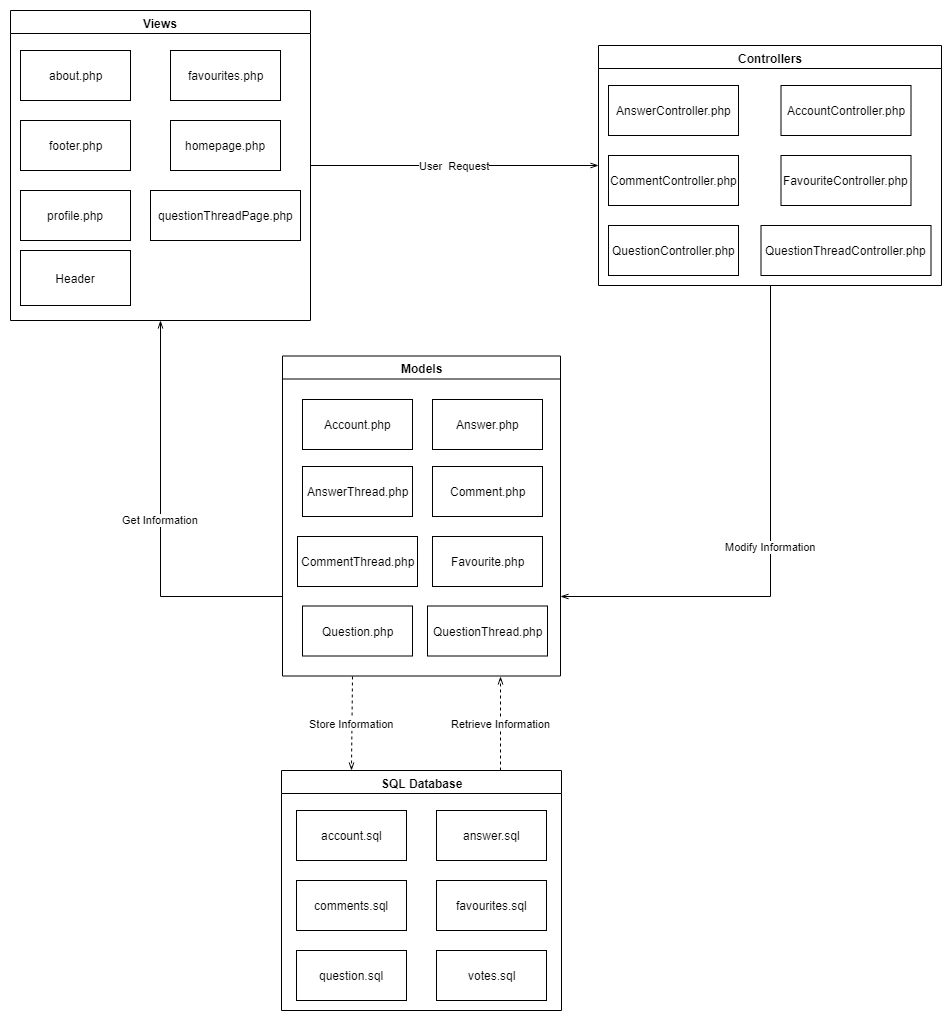 Views
about.php
favourites.php
footer.php
homepage.php
profile.php
questionThreadPage.php
Header
User Request
Controllers
AnswerController.php
AccountController.php
CommentController.php
FavouriteController.php
QuestionController.php
QuestionThreadController.php
Get Information
Modify Information
Models
Account.php
Answer.php
AnswerThread.php
Comment.php
CommentThread.php
Favourite.php
Question.php
QuestionThread.php
Store Information
Retrieve Information
SQL Database
account.sql
answer.sql
comments.sql
favourites.sql
question.sql
votes.sql